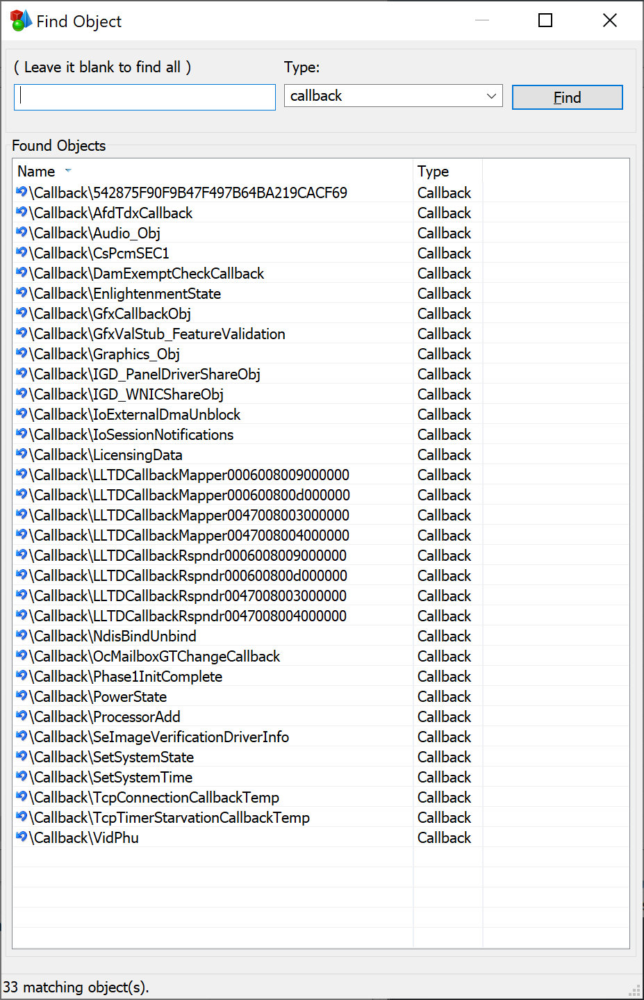 Find Object
( Leave it blank to find all ) Type:
callback Find
Found Objects
Name Type
\Callback\542875F90F9B47F497B64BA219CACF69 Callback
\Callback\AfdTdxCallback Callback
\Callback\Audio_Obj Callback
\Callback\CsPcmSEC1 Callback
\Callback\DamExemptCheckCallback Callback
\Callback\EnlightenmentState Callback
\Callback\GfxCallbackObj Callback
\Callback\GfxValStub_FeatureValidation Callback
\Callback\Graphics_Obj Callback
\Callback\IGD_PanelDriverShareObj Callback
\Callback\IGD_WNICShareObj Callback
\Callback\IoExternalDmaUnblock Callback
\Callback\IoSessionNotifications Callback
\Callback\LicensingData Callback
\Callback\LLTDCallbackMapper0006008009000000 Callback
\Callback\LLTDCallbackMapper000600800d000000 Callback
\Callback\LLTDCallbackMapper0047008003000000 Callback
\Callback\LLTDCallbackMapper0047008004000000 Callback
\Callback\LLTDCallbackRspndr0006008009000000 Callback
\Callback\LLTDCallbackRspndr000600800d000000 Callback
\Callback\LLTDCallbackRspndr0047008003000000 Callback
\Callback\LLTDCallbackRspndr0047008004000000 Callback
\Callback\NdisBindUnbind Callback
\Callback\OcMailboxGTChangeCallback Callback
\Callback\Phase1InitComplete Callback
\Callback\PowerState Callback
\Callback\ProcessorAdd Callback
\Callback\SeImageVerificationDriverInfo Callback
\Callback\SetSystemState Callback
\Callback\SetSystemTime Callback
\Callback\TcpConnectionCallbackTemp Callback
\Callback\TcpTimerStarvationCallbackTemp Callback
\Callback\VidPhu Callback
33 matching object(s).